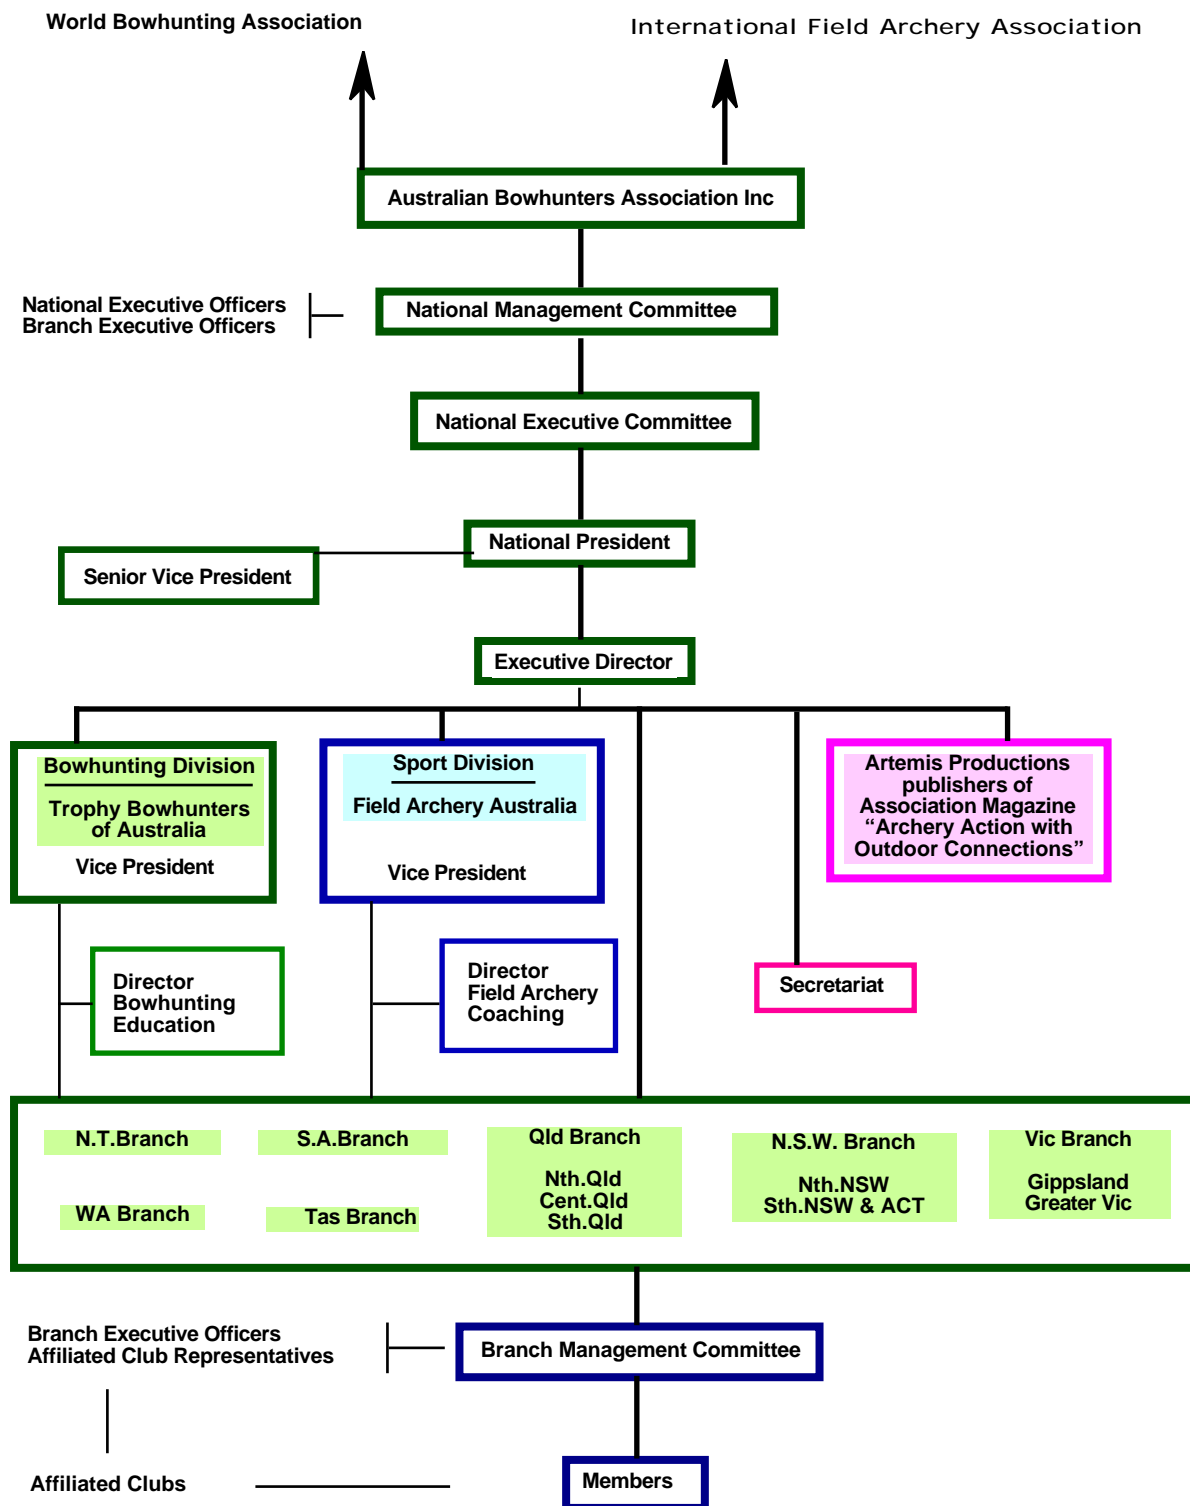 World Bowhunting Association
International Field Archery Association
Australian Bowhunters Association Inc
National Executive Officers
Branch Executive Officers
National Management Committee
National Executive Committee
National President
Senior Vice President
Executive Director
Bowhunting Division
Trophy Bowhunters
of Australia
Vice President
Sport Division
Field Archery Australia
Vice President
Artemis Productions
publishers of
Association Magazine
“Archery Action with
Outdoor Connections”
Director
Bowhunting
Education
Director
Field Archery
Coaching
Secretariat
N.T.Branch
S.A.Branch
Qld Branch
Nth.Qld
Cent.Qld
Sth.Qld
N.S.W. Branch
Nth.NSW
Sth.NSW & ACT
Vic Branch
Gippsland
Greater Vic
WA Branch
Tas Branch
Branch Executive Officers
Affiliated Club Representatives
Branch Management Committee
Affiliated Clubs
Members